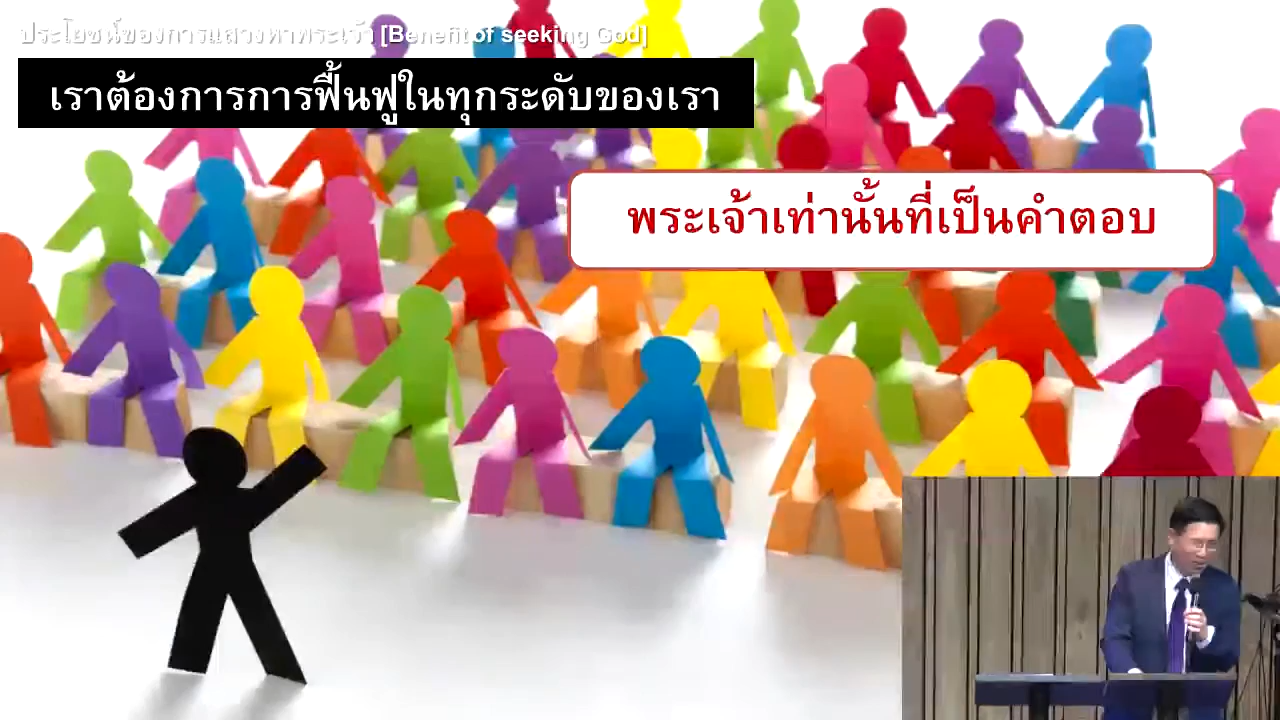 ประโยชน์ของการแสวงหาพระเจ้า [Benefit of seeking God]
เราต้องการการฟื้นฟูในทุกระดับของเรา
พระเจ้าเท่านั้นที่เป็นคำตอบ